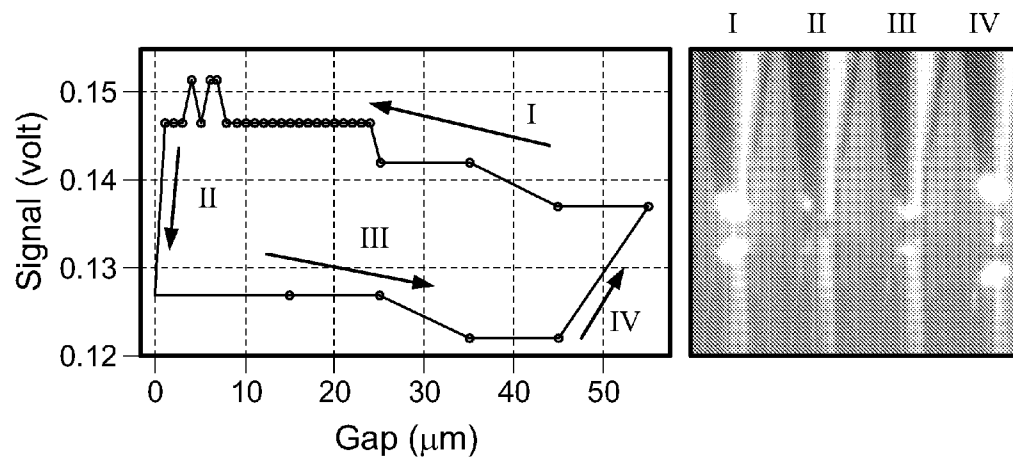 I II III IV
0.15
0.14
0.13
0.12
Signal (volt)
I
II
III
IV
0 10 20 30 40 50
Gap (μm)